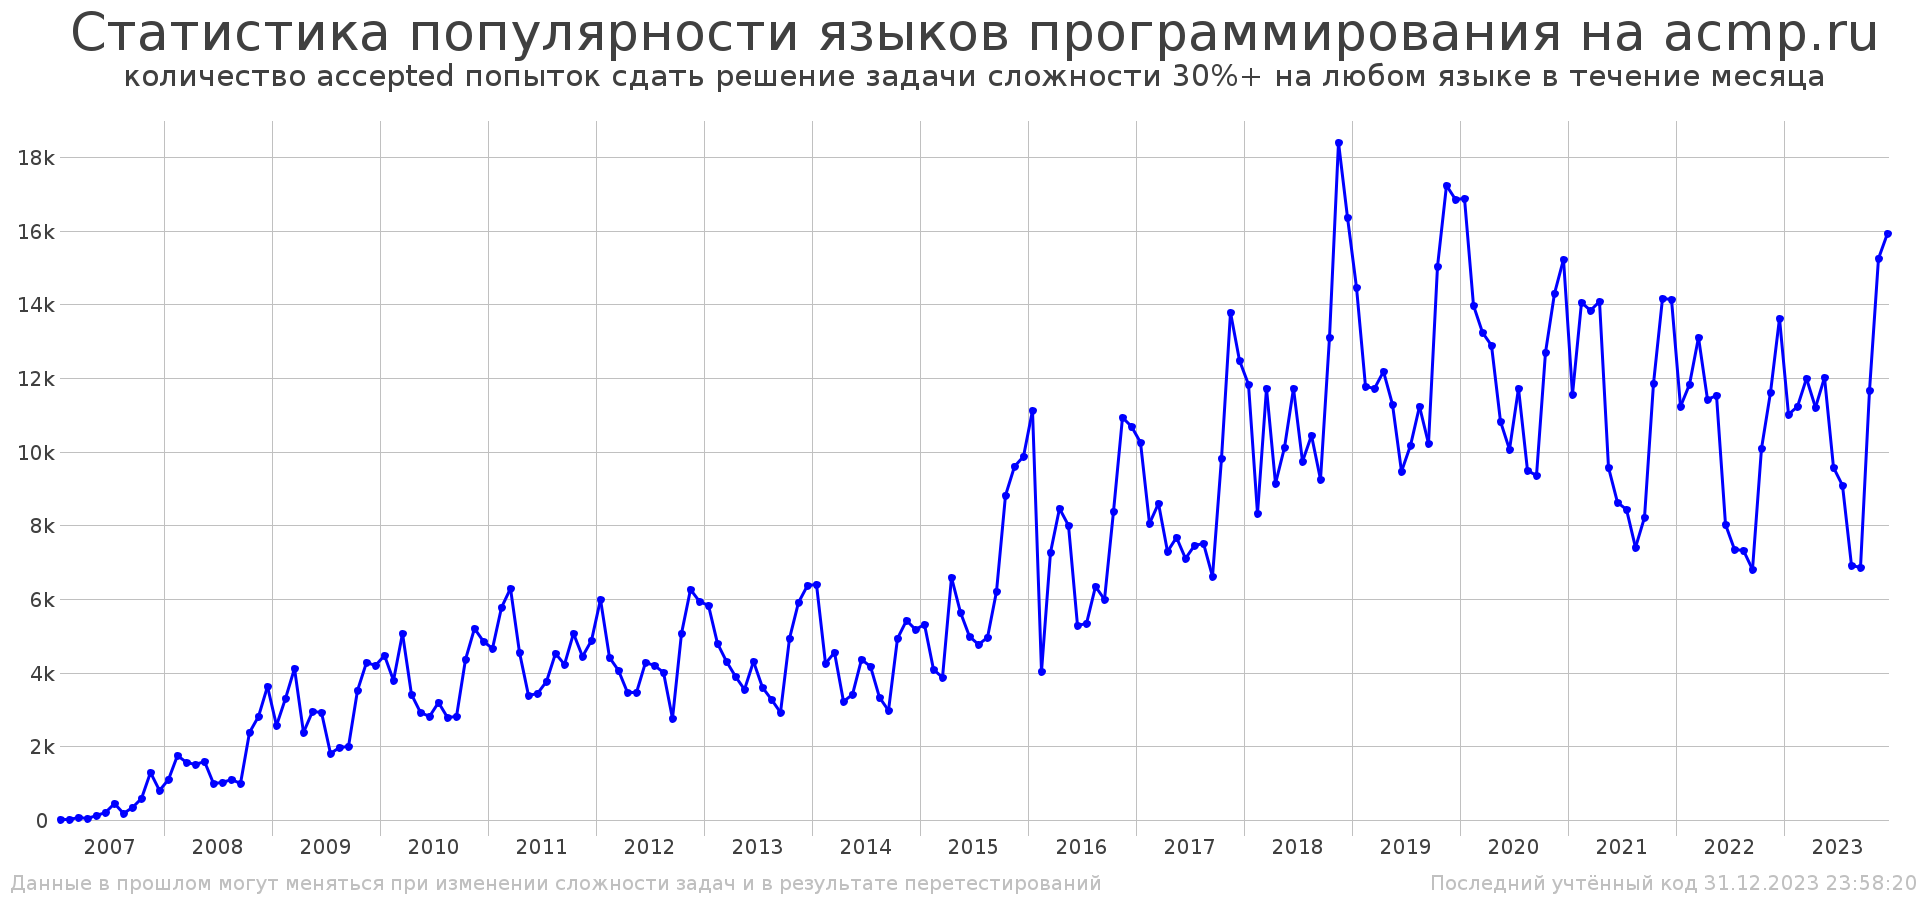 Статистика популярности языков программирования на acmp.ru
количество accepted попыток сдать решение задачи сложности 30%+ на любом языке в течение месяца
18k
16k
14k
12k
10k
8k
6k
4k
2k
0
2007 2008 2009 2010 2011 2012 2013 2014 2015 2016 2017 2018 2019 2020 2021 2022 2023
Данные в прошлом могут меняться при изменении сложности задач и в результате перетестирований
Последний учтённый код 31.12.2023 23:58:20